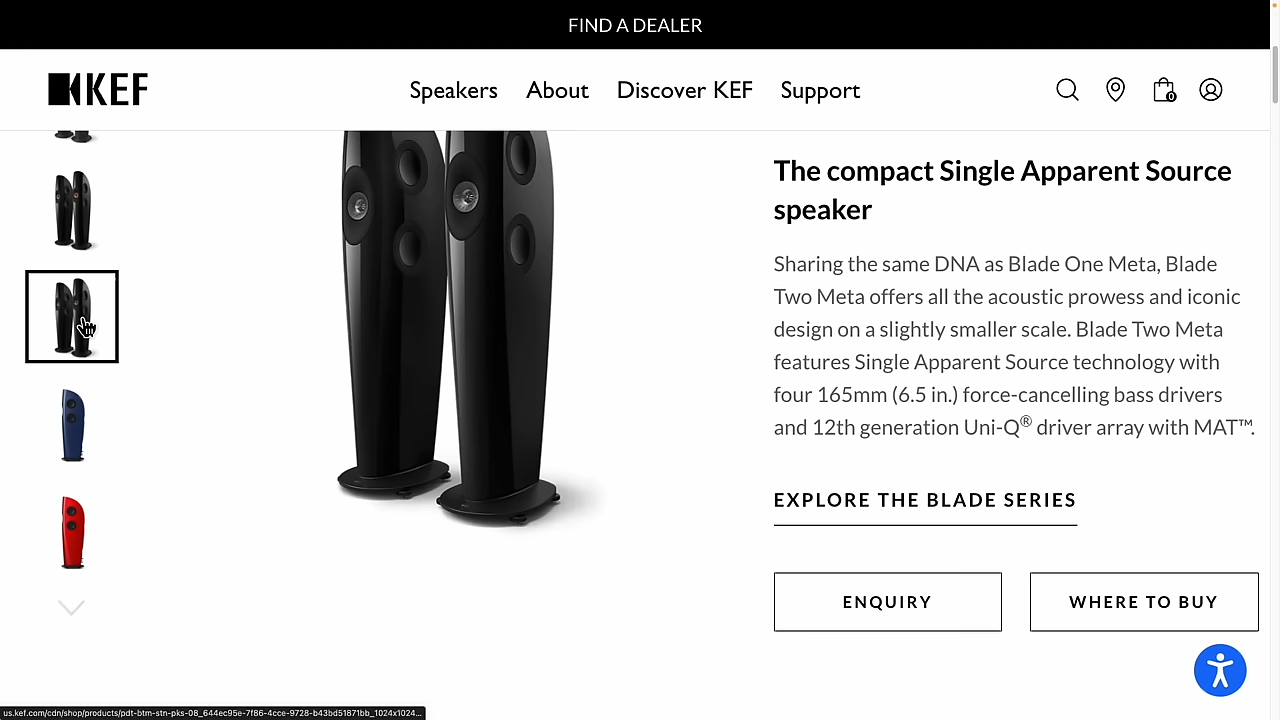 FIND A DEALER
KEF
Speakers
About
Discover KEF
Support
0
The compact Single Apparent Source
speaker
Sharing the same DNA as Blade One Meta, Blade
Two Meta offers all the acoustic prowess and iconic
design on a slightly smaller scale. Blade Two Meta
features Single Apparent Source technology with
four 165mm (6.5 in.) force-cancelling bass drivers
and 12th generation Uni-Q® driver array with MAT™.
EXPLORE THE BLADE SERIES
ENQUIRY
WHERE TO BUY
us.kef.com/cdn/shop/products/pdt-btm-stn-pks-08_644ec95e-7f86-4cce-9728-b43bd51871bb_1024x1024...